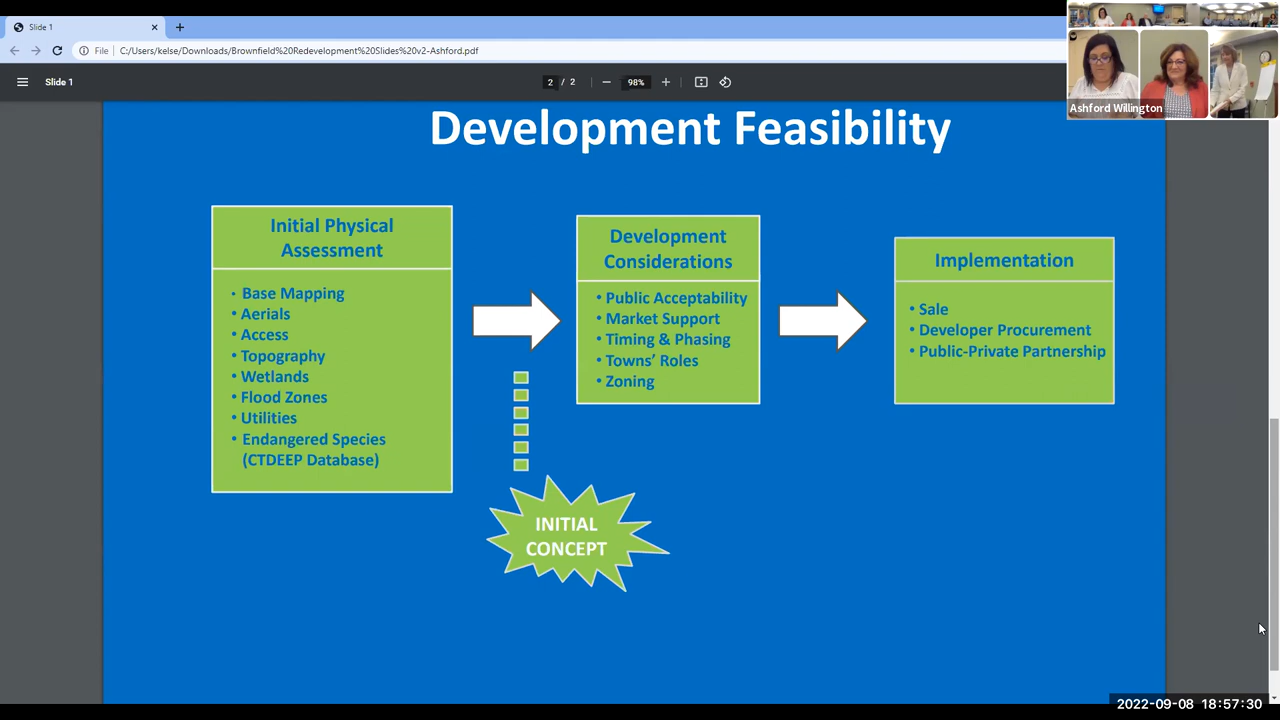 Slide 1
File
C:/Users/kelse/Downloads/Brownfield%20Redevelopment%20Slides%20v2-Ashford.pdf
Slide 1
2 / 2
98%
Ashford Willington
Development Feasibility
Initial Physical
Assessment
• Base Mapping
• Aerials
• Access
• Topography
• Wetlands
• Flood Zones
• Utilities
• Endangered Species
(CTDEEP Database)
Development
Considerations
• Public Acceptability
• Market Support
• Timing & Phasing
• Towns' Roles
• Zoning
Implementation
• Sale
• Developer Procurement
• Public-Private Partnership
INITIAL
CONCEPT
2022-09-08 18:57:30